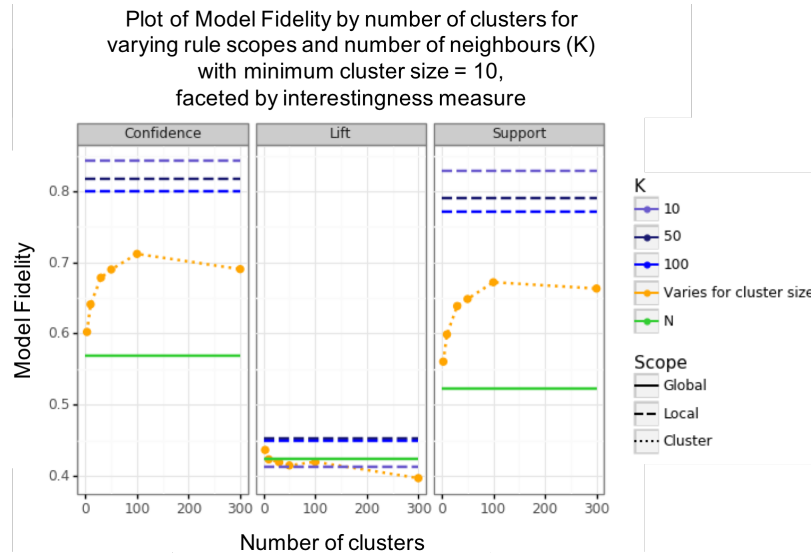 Plot of Model Fidelity by number of clusters for
varying rule scopes and number of neighbours (K)
with minimum cluster size = 10,
faceted by interestingness measure
Confidence
Lift
Support
Model Fidelity
0.8
0.7
0.6
0.5
0.4
0 100 200 300
0 100 200 300
0 100 200 300
Number of clusters
K
10
50
100
Varies for cluster size
N
Scope
Global
Local
Cluster